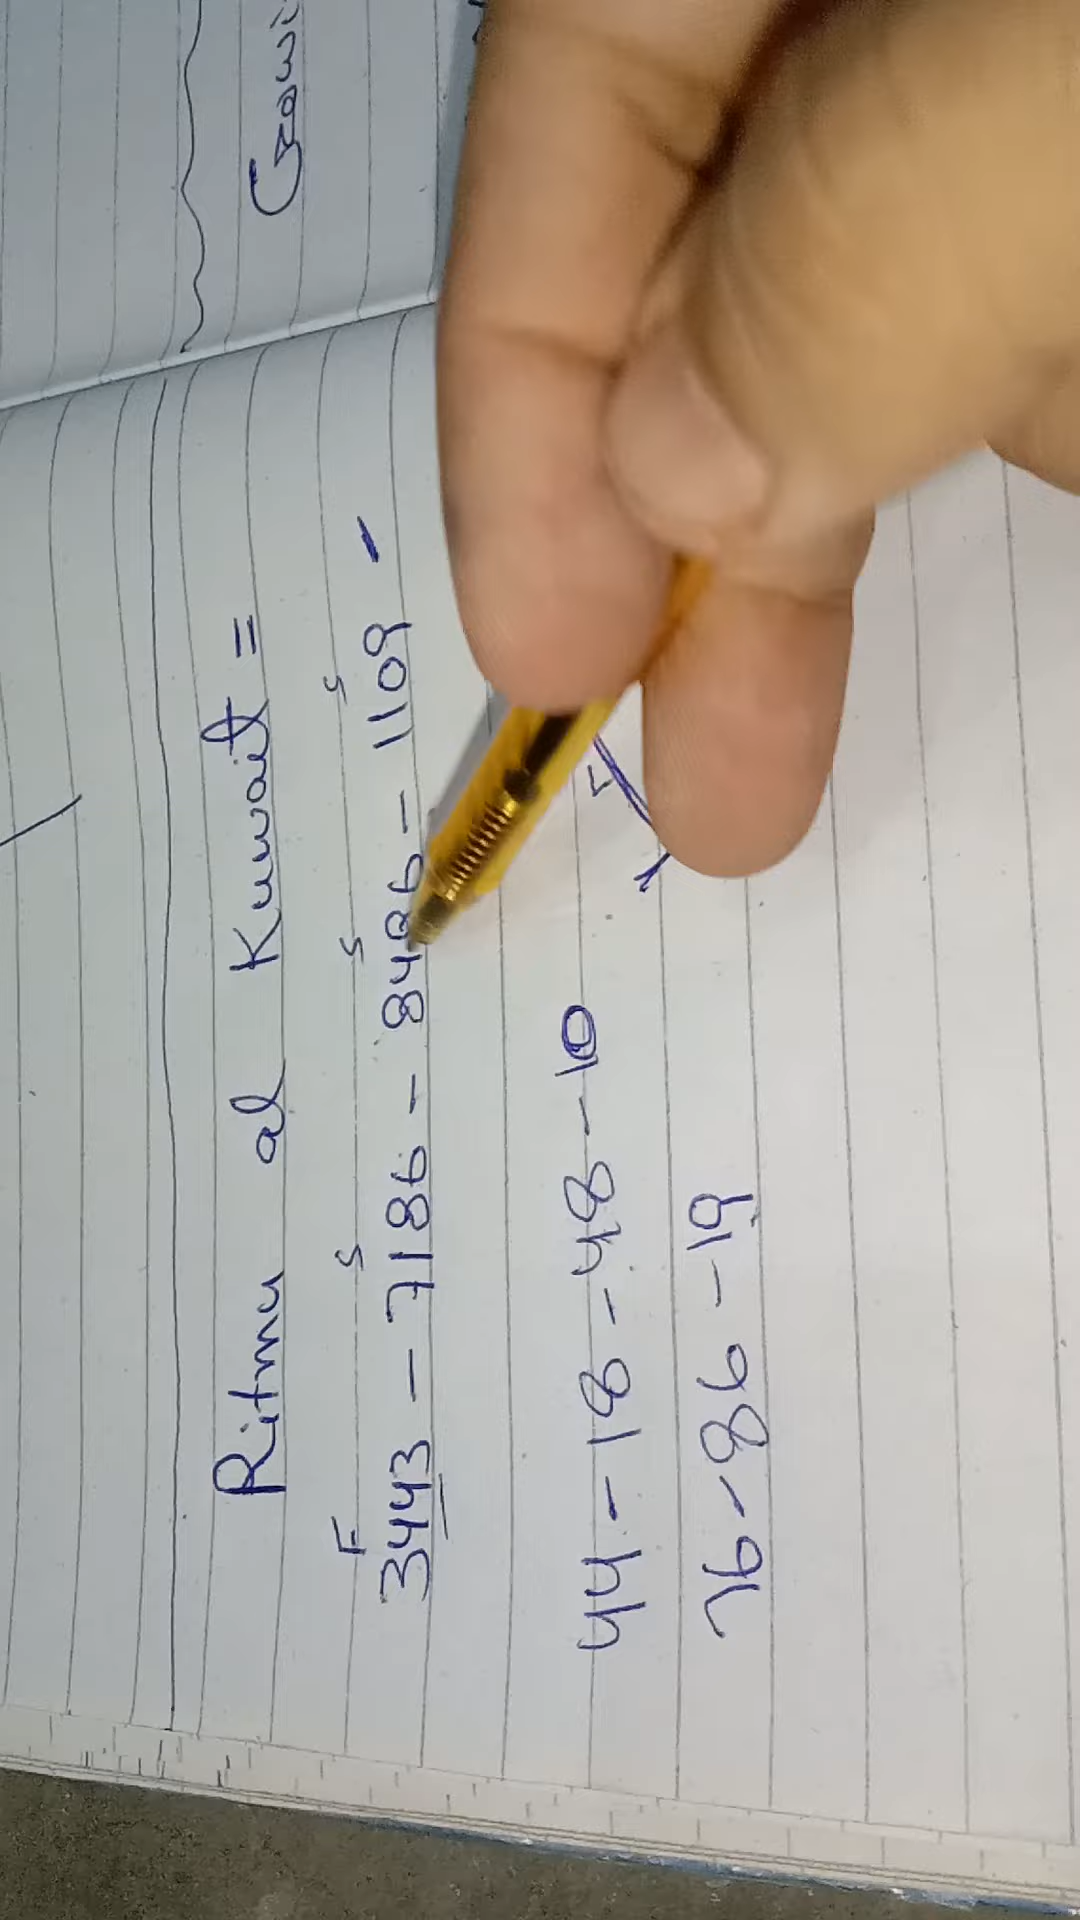 Ritmu al Kuwait =
F S S S
3443 - 7186 - 8486 - 1109 -
44 - 18 - 48 - 10
76 - 86 - 19